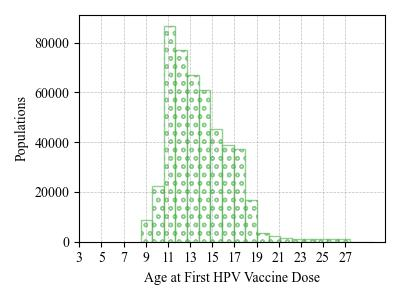 80000
60000
40000
20000
0
Populations
3 5 7 9 11 13 15 17 19 21 23 25 27
Age at First HPV Vaccine Dose